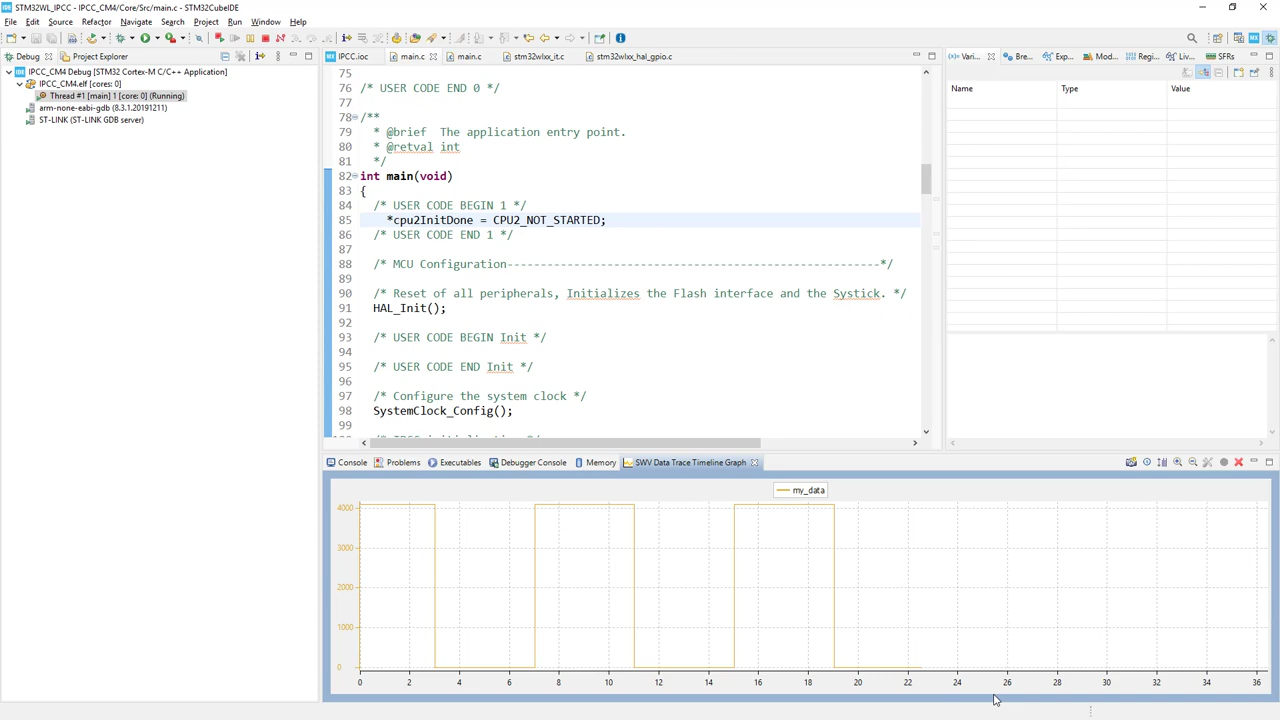 STM32WL_IPCC - IPCC_CM4/Core/Src/main.c - STM32CubeIDE
File Edit Source Refactor Navigate Search Project Run Window Help
Debug Project Explorer
IPCC_CM4 Debug [STM32 Cortex-M C/C++ Application]
IPCC_CM4.elf [cores: 0]
Thread #1 [main] 1 [core: 0] (Running)
arm-none-eabi-gdb (8.3.1.20191211)
ST-LINK (ST-LINK GDB server)
IPCC.ioc main.c main.c stm32wlxx_it.c stm32wlxx_hal_gpio.c
75
76 /* USER CODE END 0 */
77
78 /**
79 * @brief The application entry point.
80 * @retval int
81 */
82 int main(void)
83 {
84 /* USER CODE BEGIN 1 */
85 *cpu2InitDone = CPU2_NOT_STARTED;
86 /* USER CODE END 1 */
87
88 /* MCU Configuration--------------------------------------------------------*/
89
90 /* Reset of all peripherals, Initializes the Flash interface and the Systick. */
91 HAL_Init();
92
93 /* USER CODE BEGIN Init */
94
95 /* USER CODE END Init */
96
97 /* Configure the system clock */
98 SystemClock_Config();
99
Vari... Bre... Exp... Mod... Regi... Liv... SFRs
Name Type Value
Console Problems Executables Debugger Console Memory SWV Data Trace Timeline Graph
my_data
4000
3000
2000
1000
0
0 2 4 6 8 10 12 14 16 18 20 22 24 26 28 30 32 34 36